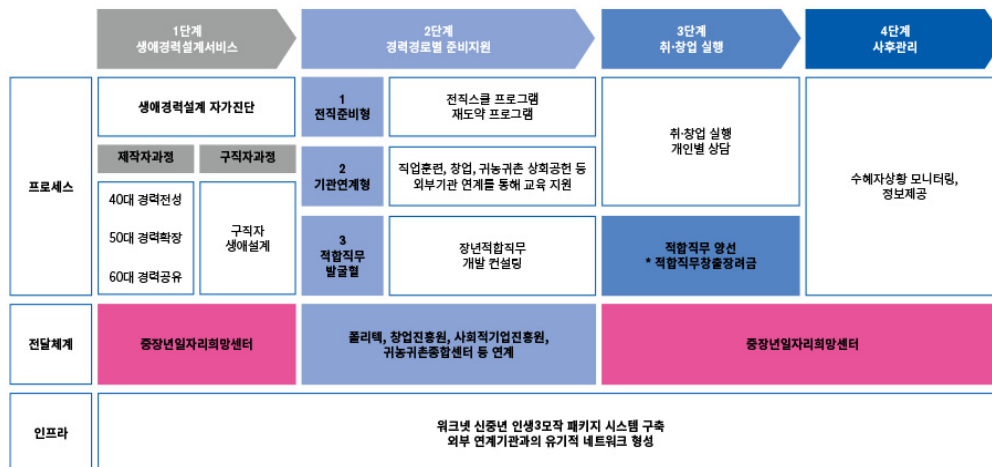 1단계
생애경력설계서비스
2단계
경력경로별 준비지원
3단계
취·창업 실행
4단계
사후관리
프로세스
생애경력설계 자가진단
제작자과정
구직자과정
40대 경력전성
50대 경력확장
60대 경력공유
구직자
생애설계
1
전직준비형
전직스쿨 프로그램
재도약 프로그램
2
기관연계형
직업훈련, 창업, 귀농귀촌 상회공헌 등
외부기관 연계를 통해 교육 지원
3
적합직무
발굴혈
장년적합직무
개발 컨설팅
취·창업 실행
개인별 상담
적합직무 양선
* 적합직무창출장려금
수혜자상황 모니터링,
정보제공
전달체계
중장년일자리희망센터
폴리텍, 창업진흥원, 사회적기업진흥원,
귀농귀촌종합센터 등 연계
중장년일자리희망센터
인프라
워크넷 신중년 인생3모작 패키지 시스템 구축
외부 연계기관과의 유기적 네트워크 형성